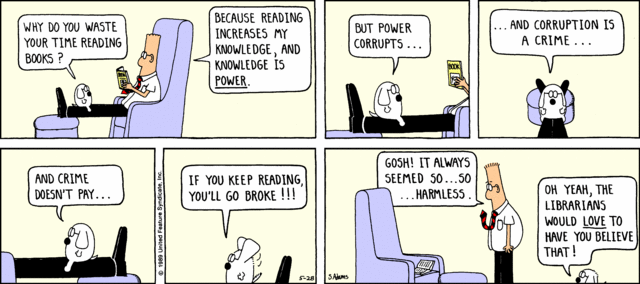 WHY DO YOU WASTE
YOUR TIME READING
BOOKS?
BECAUSE READING
INCREASES MY
KNOWLEDGE, AND
KNOWLEDGE IS
POWER.
BUT POWER
CORRUPTS...
BOOK
...AND CORRUPTION IS
A CRIME...
AND CRIME
DOESN'T PAY...
© 1989 United Feature Syndicate, Inc.
IF YOU KEEP READING,
YOU'LL GO BROKE!!!
5-28
S. Adams
GOSH! IT ALWAYS
SEEMED SO...SO
...HARMLESS.
OH YEAH, THE
LIBRARIANS
WOULD LOVE TO
HAVE YOU BELIEVE
THAT!